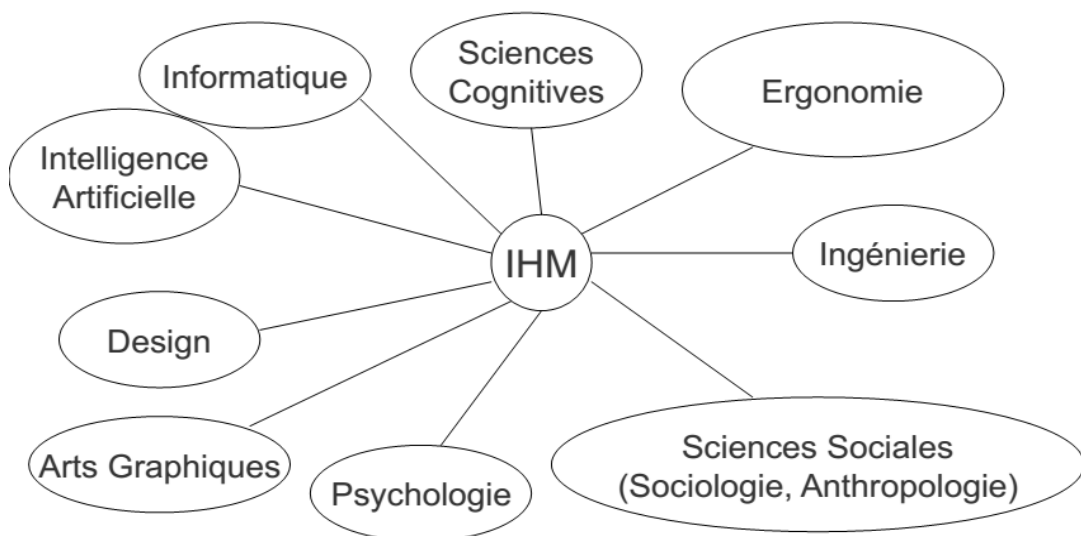 Informatique
Sciences
Cognitives
Ergonomie
Intelligence
Artificielle
IHM
Ingénierie
Design
Arts Graphiques
Psychologie
Sciences Sociales
(Sociologie, Anthropologie)